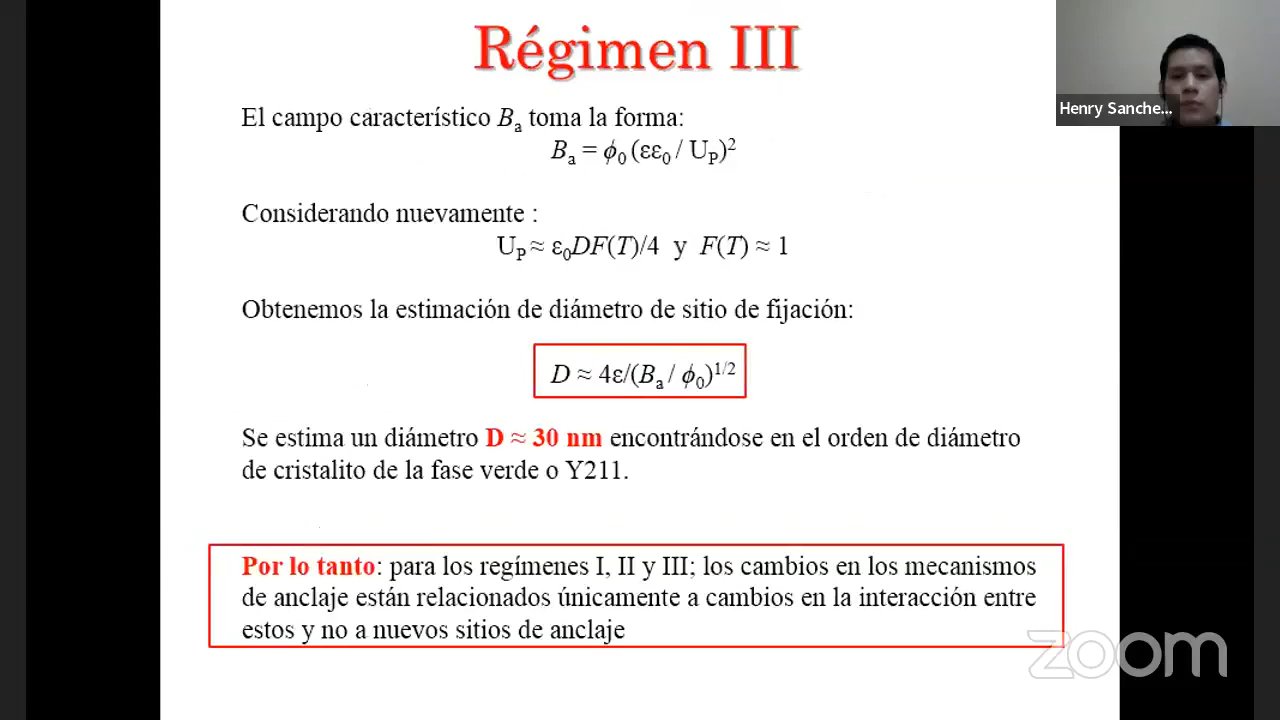 Régimen III
El campo característico Bₐ toma la forma:
Bₐ = ϕ₀ (εε₀ / U_P)²
Considerando nuevamente :
U_P ≈ ε₀DF(T)/4 y F(T) ≈ 1
Obtenemos la estimación de diámetro de sitio de fijación:
D ≈ 4ε/(Bₐ / ϕ₀)^1/2
Se estima un diámetro D ≈ 30 nm encontrándose en el orden de diámetro
de cristalito de la fase verde o Y211.
Por lo tanto: para los regímenes I, II y III; los cambios en los mecanismos
de anclaje están relacionados únicamente a cambios en la interacción entre
estos y no a nuevos sitios de anclaje
Henry Sanche...
zoom